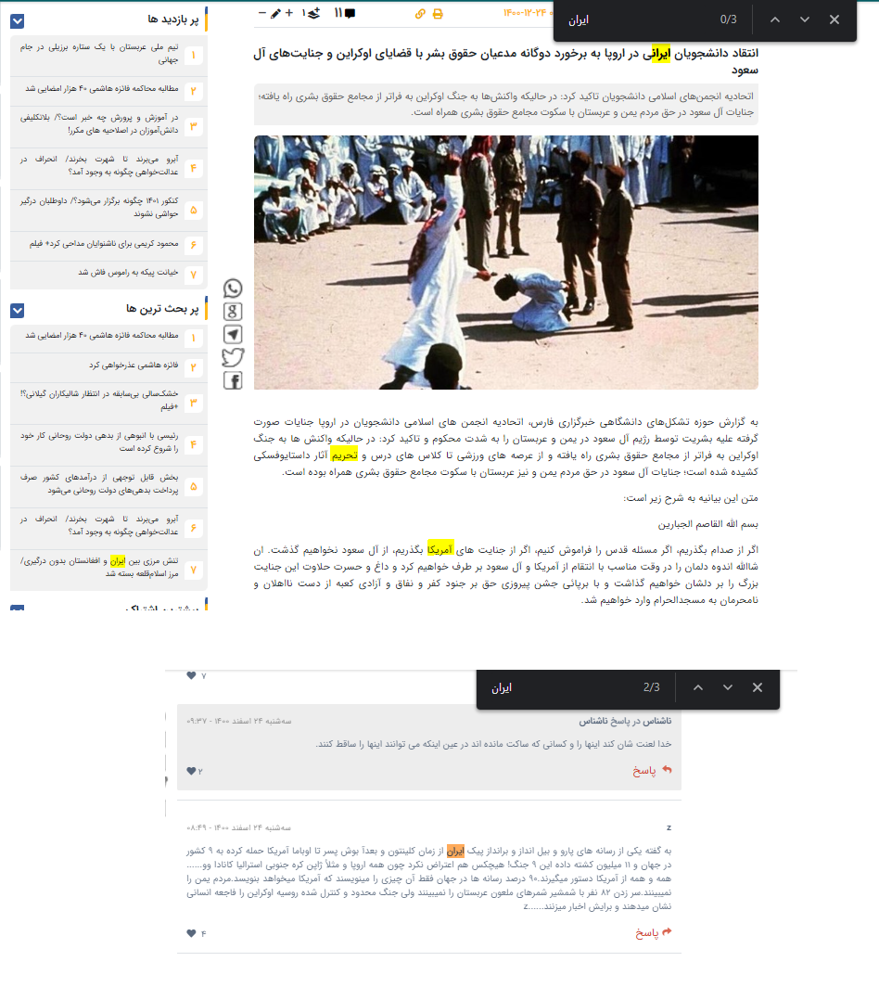 ایران 0/3
۱۴۰۰-۱۲-۲۴
۱۱
۱
انتقاد دانشجویان ایرانی در اروپا به برخورد دوگانه مدعیان حقوق بشر با قضایای اوکراین و جنایت‌های آل
سعود
اتحادیه انجمن‌های اسلامی دانشجویان تاکید کرد: در حالیکه واکنش‌ها به جنگ اوکراین به فراتر از مجامع حقوق بشری راه یافته؛
جنایات آل سعود در حق مردم یمن و عربستان با سکوت مجامع حقوق بشری همراه است.
به گزارش حوزه تشکل‌های دانشگاهی خبرگزاری فارس، اتحادیه انجمن های اسلامی دانشجویان در اروپا جنایات صورت
گرفته علیه بشریت توسط رژیم آل سعود در یمن و عربستان را به شدت محکوم و تاکید کرد: در حالیکه واکنش ها به جنگ
اوکراین به فراتر از مجامع حقوق بشری راه یافته و از عرصه های ورزشی تا کلاس های درس و تحریم آثار داستایوفسکی
کشیده شده است؛ جنایات آل سعود در حق مردم یمن و نیز عربستان با سکوت مجامع حقوق بشری همراه بوده است.
متن این بیانیه به شرح زیر است:
بسم الله القاصم الجبارین
اگر از صدام بگذریم، اگر مسئله قدس را فراموش کنیم، اگر از جنایت های آمریکا بگذریم، از آل سعود نخواهیم گذشت. ان
شاالله اندوه دلمان را در وقت مناسب با انتقام از آمریکا و آل سعود بر طرف خواهیم کرد و داغ و حسرت حلاوت این جنایت
بزرگ را بر دلشان خواهیم گذاشت و با برپائی جشن پیروزی حق بر جنود کفر و نفاق و آزادی کعبه از دست نااهلان و
نامحرمان به مسجدالحرام وارد خواهیم شد.
پر بازدید ها
۱ تیم ملی عربستان با یک ستاره برزیلی در جام
جهانی
۲ مطالبه محاکمه فائزه هاشمی ۴۰ هزار امضایی شد
۳ در آموزش و پرورش چه خبر است؟/ بلاتکلیفی
دانش‌آموزان در اصلاحیه های مکرر!
۴ آبرو می‌برند تا شهرت بخرند/ انحراف در
عدالت‌خواهی چگونه به وجود آمد؟
۵ کنکور ۱۴۰۱ چگونه برگزار می‌شود؟/ داوطلبان درگیر
حواشی نشوند
۶ محمود کریمی برای ناشنوایان مداحی کرد+ فیلم
۷ خیانت پیکه به راموس فاش شد
پر بحث ترین ها
۱ مطالبه محاکمه فائزه هاشمی ۴۰ هزار امضایی شد
۲ فائزه هاشمی عذرخواهی کرد
۳ خشک‌سالی بی‌سابقه در انتظار شالیکاران گیلانی؟!
+فیلم
۴ رئیسی با انبوهی از بدهی دولت روحانی کار خود
را شروع کرده است
۵ بخش قابل توجهی از درآمدهای کشور صرف
پرداخت بدهی‌های دولت روحانی می‌شود
۶ آبرو می‌برند تا شهرت بخرند/ انحراف در
عدالت‌خواهی چگونه به وجود آمد؟
۷ تنش مرزی بین ایران و افغانستان بدون درگیری/
مرز اسلام‌قلعه بسته شد
بیشترین اشتراک
ایران 2/3
۷
ناشناس در پاسخ ناشناس
سه‌شنبه ۲۴ اسفند ۱۴۰۰ - ۰۹:۳۷
خدا لعنت شان کند اینها را و کسانی که ساکت مانده اند در عین اینکه می توانند اینها را ساقط کنند.
پاسخ
۲
z
سه‌شنبه ۲۴ اسفند ۱۴۰۰ - ۰۸:۴۹
به گفته یکی از رسانه های پارو و بیل انداز و برانداز پیک ایران از زمان کلینتون و بعداً بوش پسر تا اوباما آمریکا حمله کرده به ۹ کشور
در جهان و ۱۱ میلیون کشته داده این ۹ جنگ! هیچکس هم اعتراض نکرد چون همه اروپا و مثلاً ژاپن کره جنوبی استرالیا کانادا وو......
همه و همه از آمریکا دستور میگیرند.۹۰ درصد رسانه ها در جهان فقط آن چیزی را مینویسند که آمریکا میخواهد بنویسد.مردم یمن را
نمیبینند.سر زدن ۸۲ نفر با شمشیر شمرهای ملعون عربستان را نمیبینند ولی جنگ محدود و کنترل شده روسیه اوکراین را فاجعه انسانی
نشان میدهند و برایش اخبار میزنند......z
پاسخ
۴